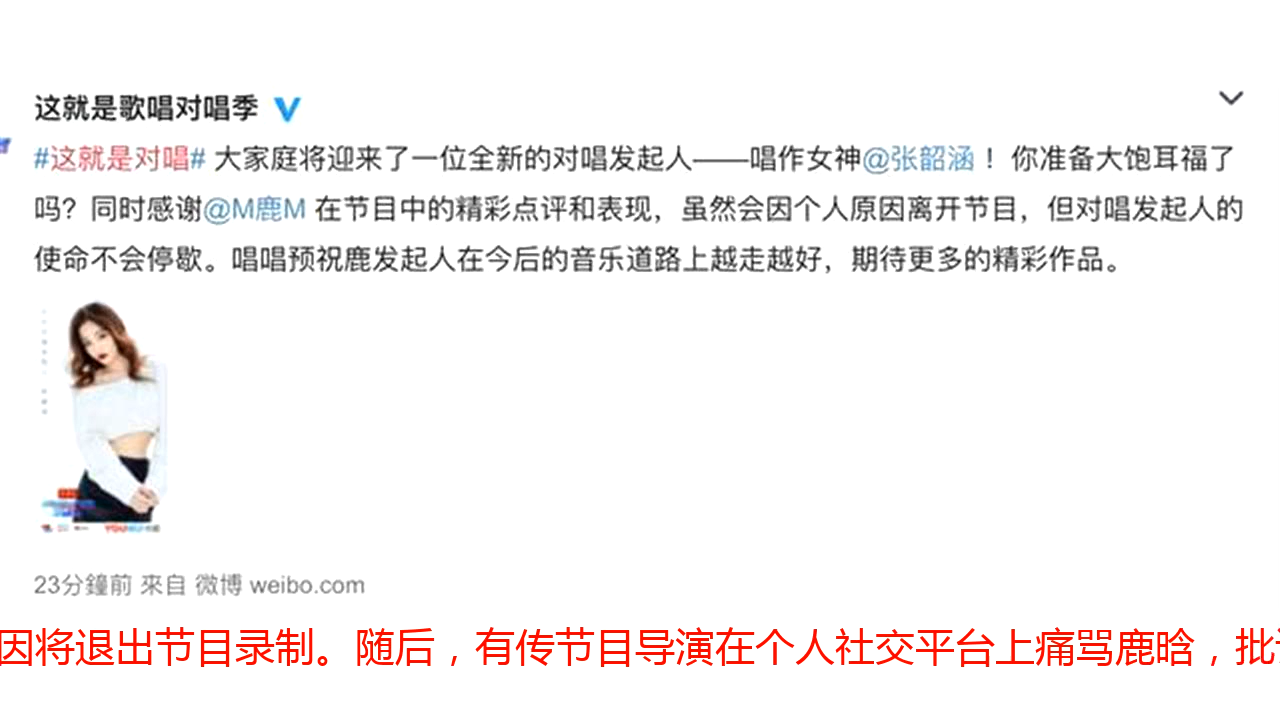 这就是歌唱对唱季
#这就是对唱# 大家庭将迎来了一位全新的对唱发起人——唱作女神@张韶涵 ！你准备大饱耳福了
吗？同时感谢@M鹿M 在节目中的精彩点评和表现，虽然会因个人原因离开节目，但对唱发起人的
使命不会停歇。唱唱预祝鹿发起人在今后的音乐道路上越走越好，期待更多的精彩作品。
23分鐘前 來自 微博 weibo.com
因将退出节目录制。随后，有传节目导演在个人社交平台上痛骂鹿晗，批